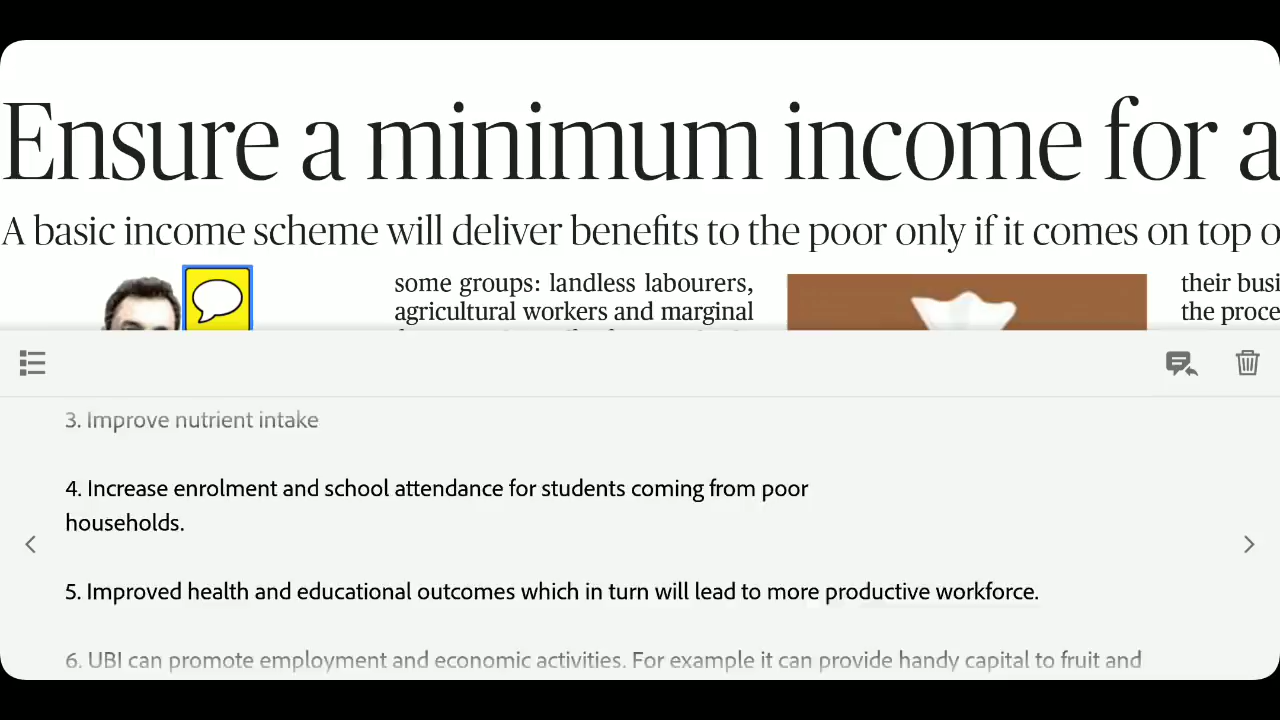 Ensure a minimum income for a
A basic income scheme will deliver benefits to the poor only if it comes on top o
some groups: landless labourers,
agricultural workers and marginal
their busi
the proce
3. Improve nutrient intake
4. Increase enrolment and school attendance for students coming from poor
households.
5. Improved health and educational outcomes which in turn will lead to more productive workforce.
6. UBI can promote employment and economic activities. For example it can provide handy capital to fruit and